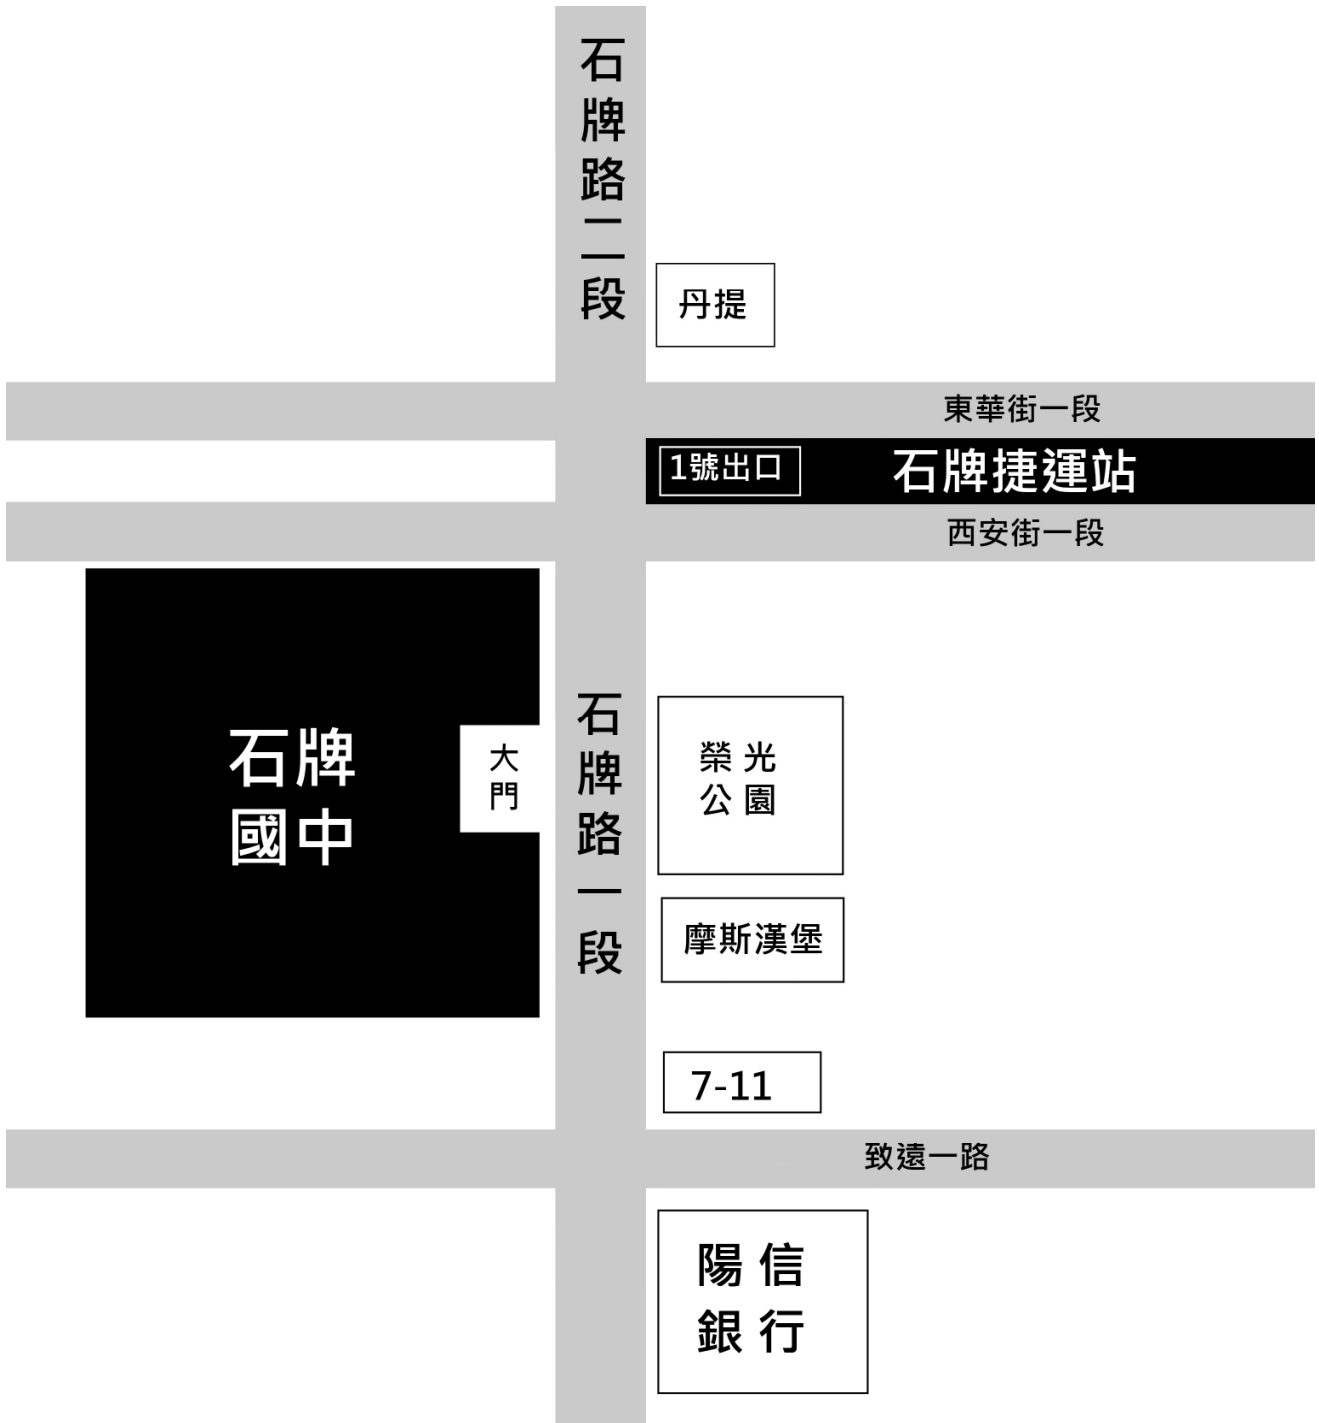 石牌路二段
丹提
東華街一段
1號出口
石牌捷運站
西安街一段
石牌
國中
大
門
石牌路一段
榮光
公園
摩斯漢堡
7-11
致遠一路
陽信
銀行